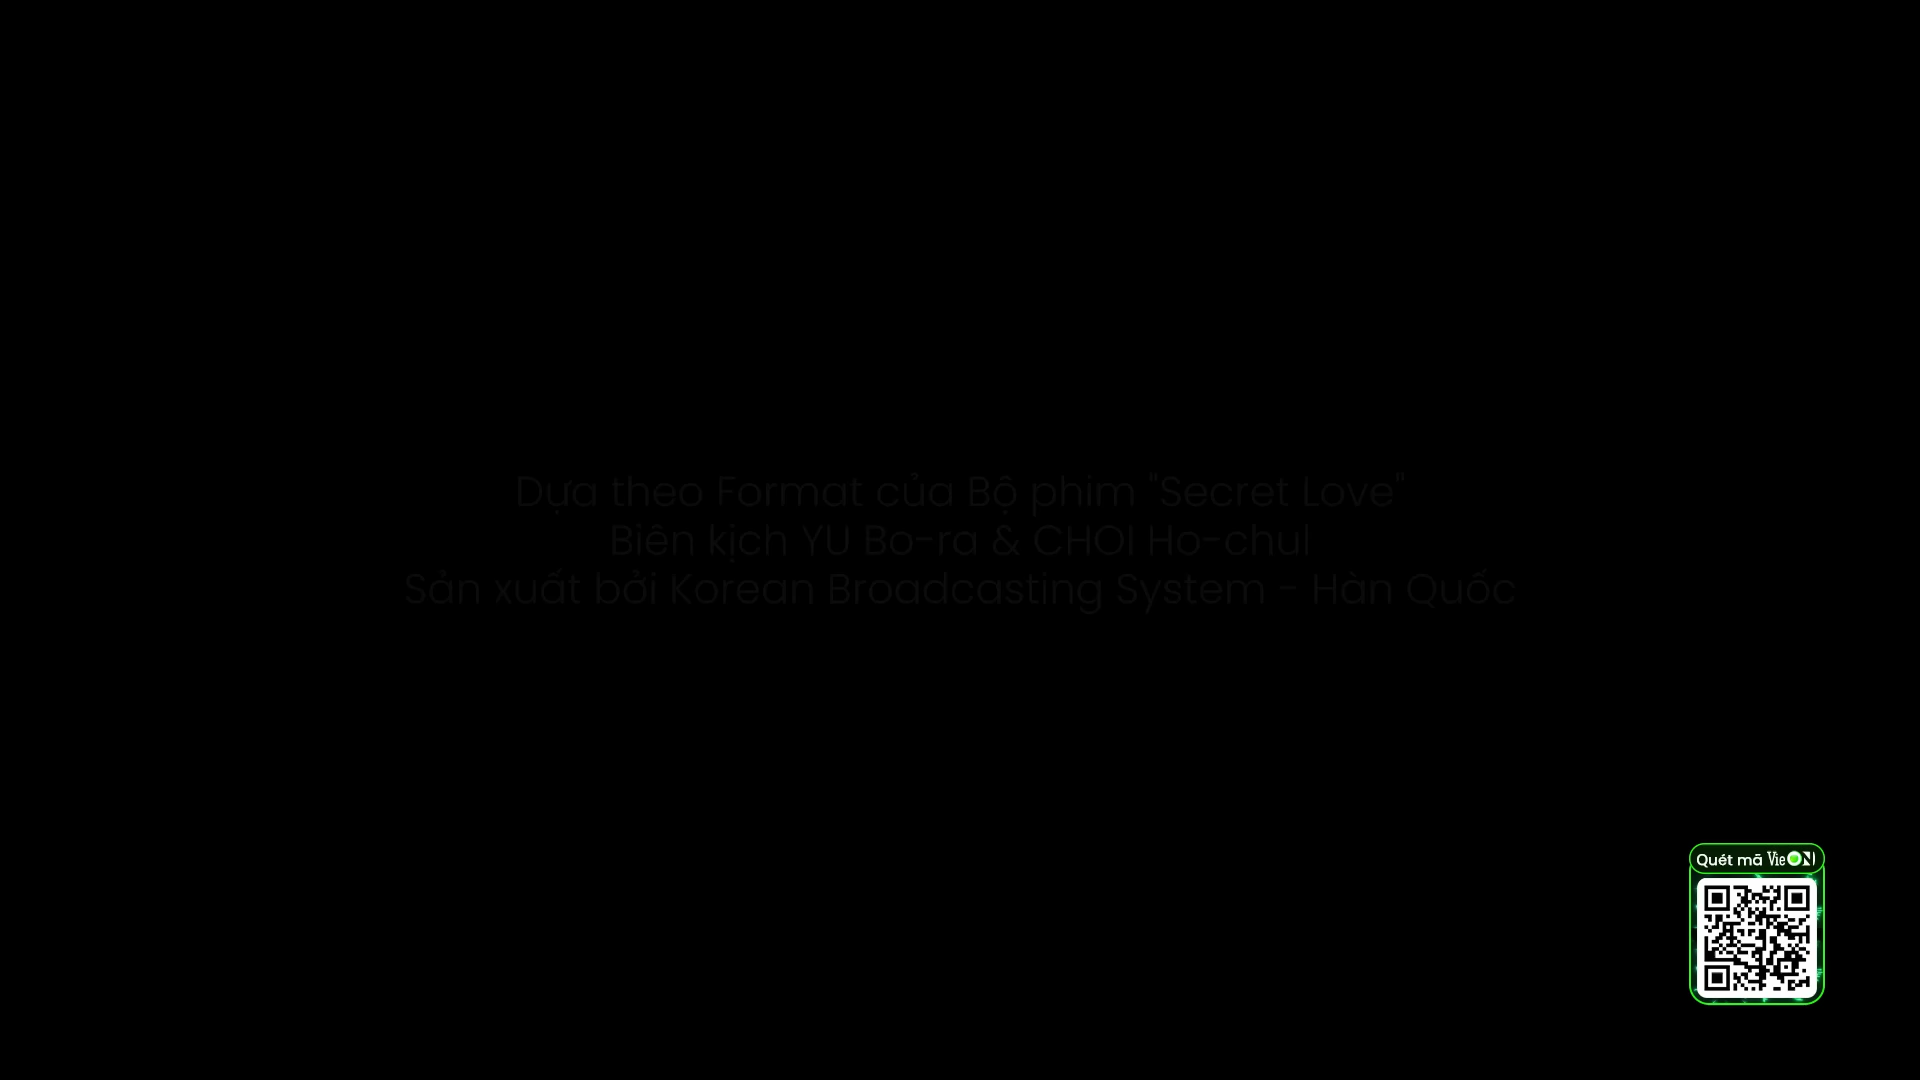 Dựa theo Format của Bộ phim "Secret Love"
Biên kịch YU Bo-ra & CHOI Ho-chul
Sản xuất bởi Korean Broadcasting System - Hàn Quốc
Quét mã VieON